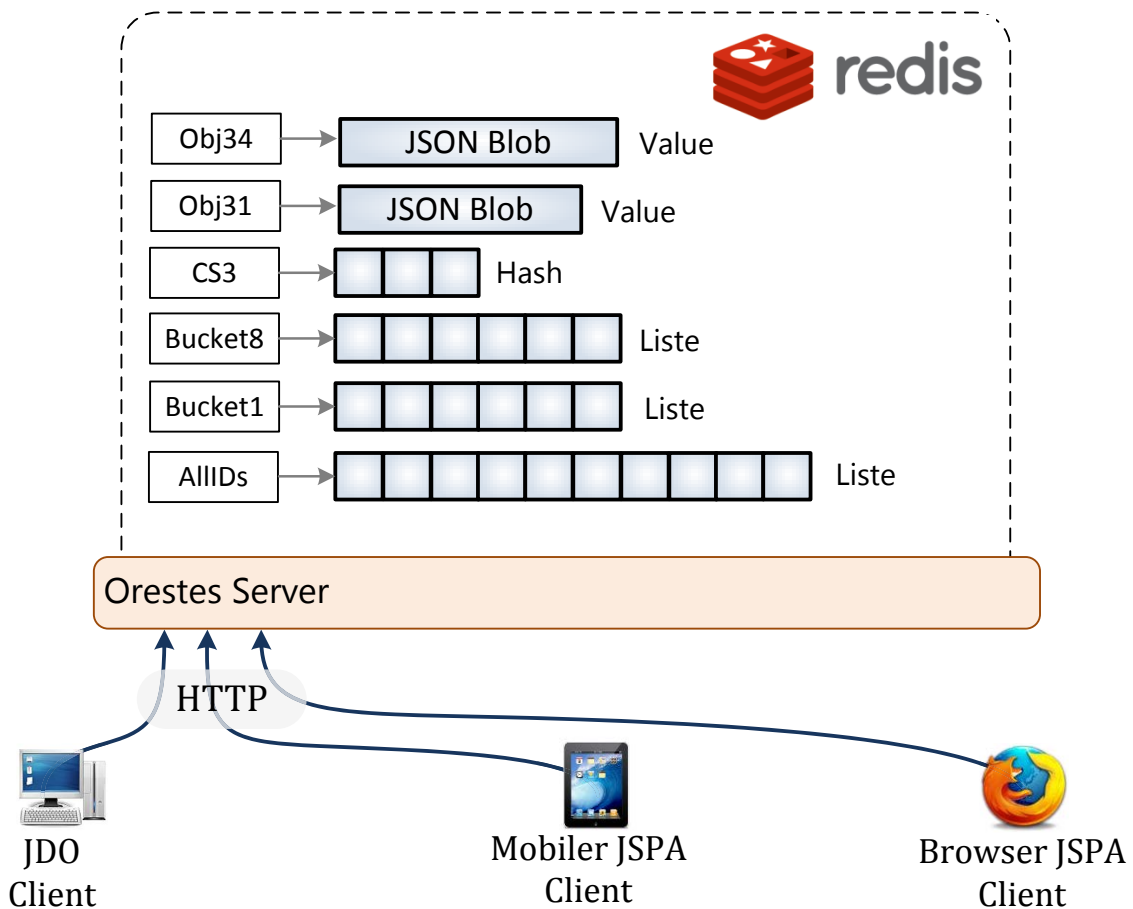 redis
Obj34 JSON Blob Value
Obj31 JSON Blob Value
CS3 Hash
Bucket8 Liste
Bucket1 Liste
AllIDs Liste
Orestes Server
HTTP
JDO
Client
Mobiler JSPA
Client
Browser JSPA
Client